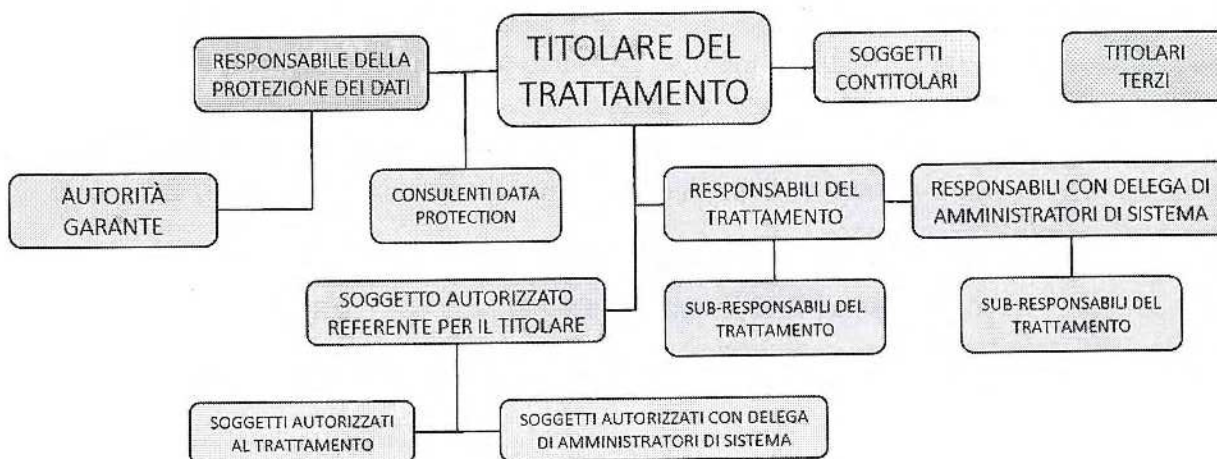 TITOLARE DEL
TRATTAMENTO
RESPONSABILE DELLA
PROTEZIONE DEI DATI
SOGGETTI
CONTITOLARI
TITOLARI
TERZI
AUTORITÀ
GARANTE
CONSULENTI DATA
PROTECTION
RESPONSABILI DEL
TRATTAMENTO
RESPONSABILI CON DELEGA DI
AMMINISTRATORI DI SISTEMA
SOGGETTO AUTORIZZATO
REFERENTE PER IL TITOLARE
SUB-RESPONSABILI DEL
TRATTAMENTO
SUB-RESPONSABILI DEL
TRATTAMENTO
SOGGETTI AUTORIZZATI
AL TRATTAMENTO
SOGGETTI AUTORIZZATI CON DELEGA
DI AMMINISTRATORI DI SISTEMA